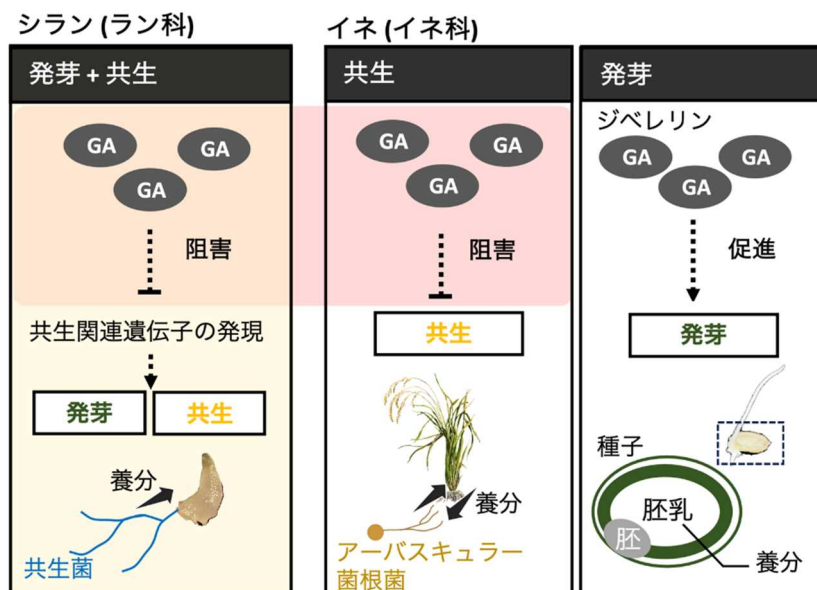 シラン (ラン科)
発芽 + 共生
GA
GA
GA
阻害
共生関連遺伝子の発現
発芽
共生
養分
共生菌
イネ (イネ科)
共生
GA
GA
GA
阻害
共生
養分
アーバスキュラー
菌根菌
発芽
ジベレリン
GA
GA
GA
促進
発芽
種子
胚乳
胚
養分